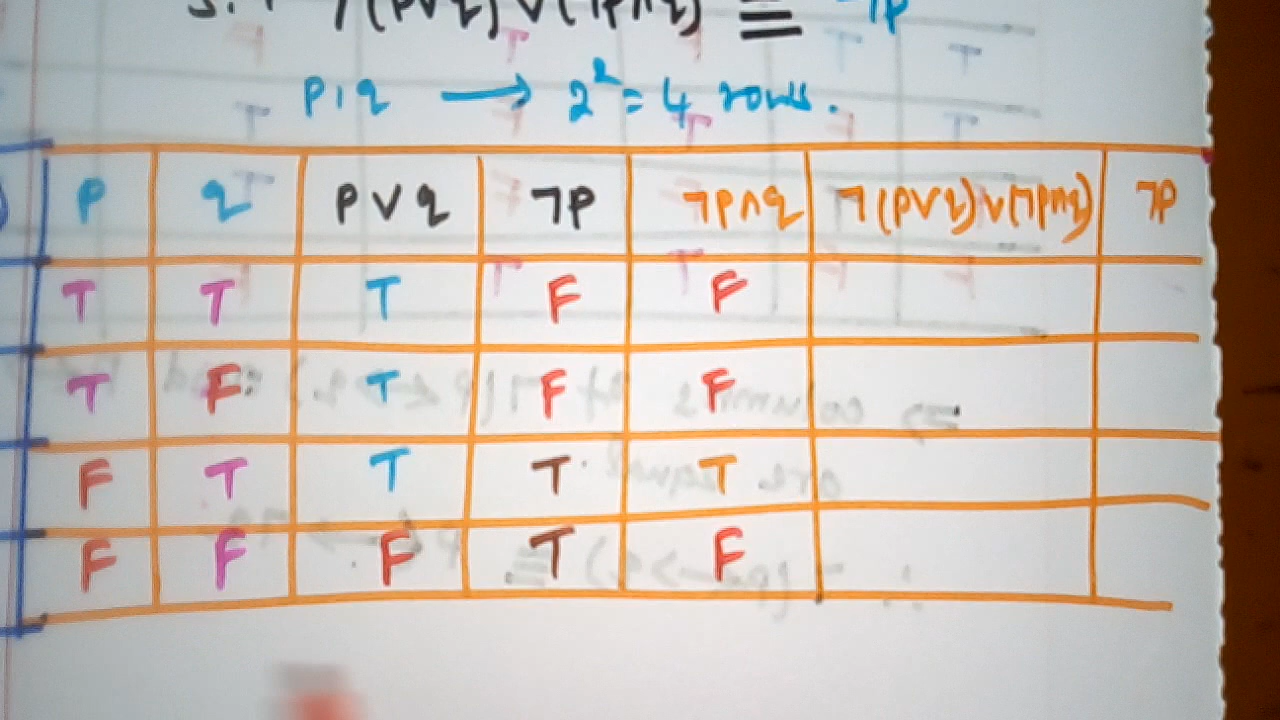 S.T ¬(p∨q)∨(¬p∧q) ≡ ¬p
p,q → 2² = 4 rows.
p q p∨q ¬p ¬p∧q ¬(p∨q)∨(¬p∧q) ¬p
T T T F F
T F T F F
F T T T T
F F F T F